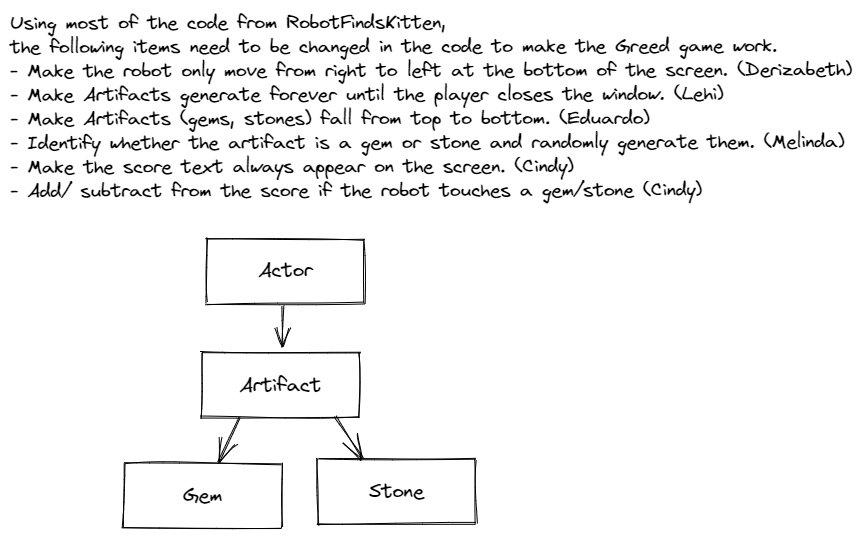 Using most of the code from RobotFindsKitten,
the following items need to be changed in the code to make the Greed game work.
- Make the robot only move from right to left at the bottom of the screen. (Derizabeth)
- Make Artifacts generate forever until the player closes the window. (Lehi)
- Make Artifacts (gems, stones) fall from top to bottom. (Eduardo)
- Identify whether the artifact is a gem or stone and randomly generate them. (Melinda)
- Make the score text always appear on the screen. (Cindy)
- Add/ subtract from the score if the robot touches a gem/stone (Cindy)
Actor
Artifact
Gem
Stone